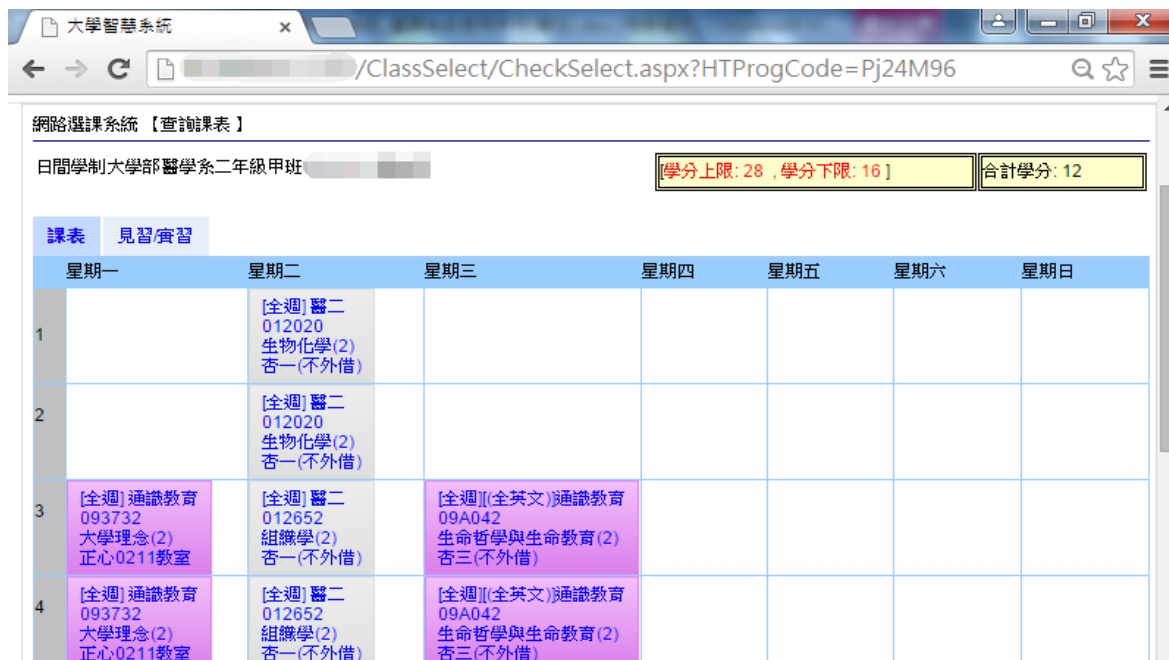 大學智慧系統
/ClassSelect/CheckSelect.aspx?HTProgCode=Pj24M96
網路選課系統 【查詢課表】
日間學制大學部醫學系二年級甲班
[學分上限: 28 ,學分下限: 16 ]
合計學分: 12
課表 見習/實習
星期一 星期二 星期三 星期四 星期五 星期六 星期日
1
[全週] 醫二
012020
生物化學(2)
杏一(不外借)
2
[全週] 醫二
012020
生物化學(2)
杏一(不外借)
3
[全週] 通識教育
093732
大學理念(2)
正心0211教室
[全週] 醫二
012652
組織學(2)
杏一(不外借)
[全週][(全英文)]通識教育
09A042
生命哲學與生命教育(2)
杏三(不外借)
4
[全週] 通識教育
093732
大學理念(2)
正心0211教室
[全週] 醫二
012652
組織學(2)
杏一(不外借)
[全週][(全英文)]通識教育
09A042
生命哲學與生命教育(2)
杏三(不外借)